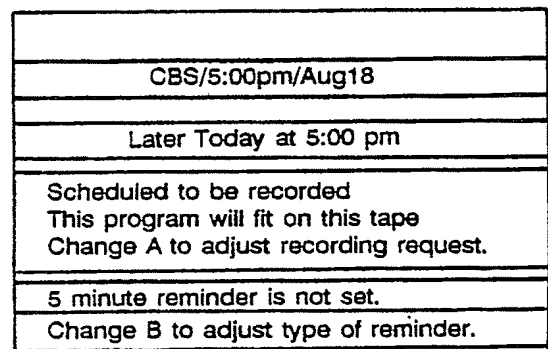 CBS/5:00pm/Aug18
Later Today at 5:00 pm
Scheduled to be recorded
This program will fit on this tape
Change A to adjust recording request.
5 minute reminder is not set.
Change B to adjust type of reminder.